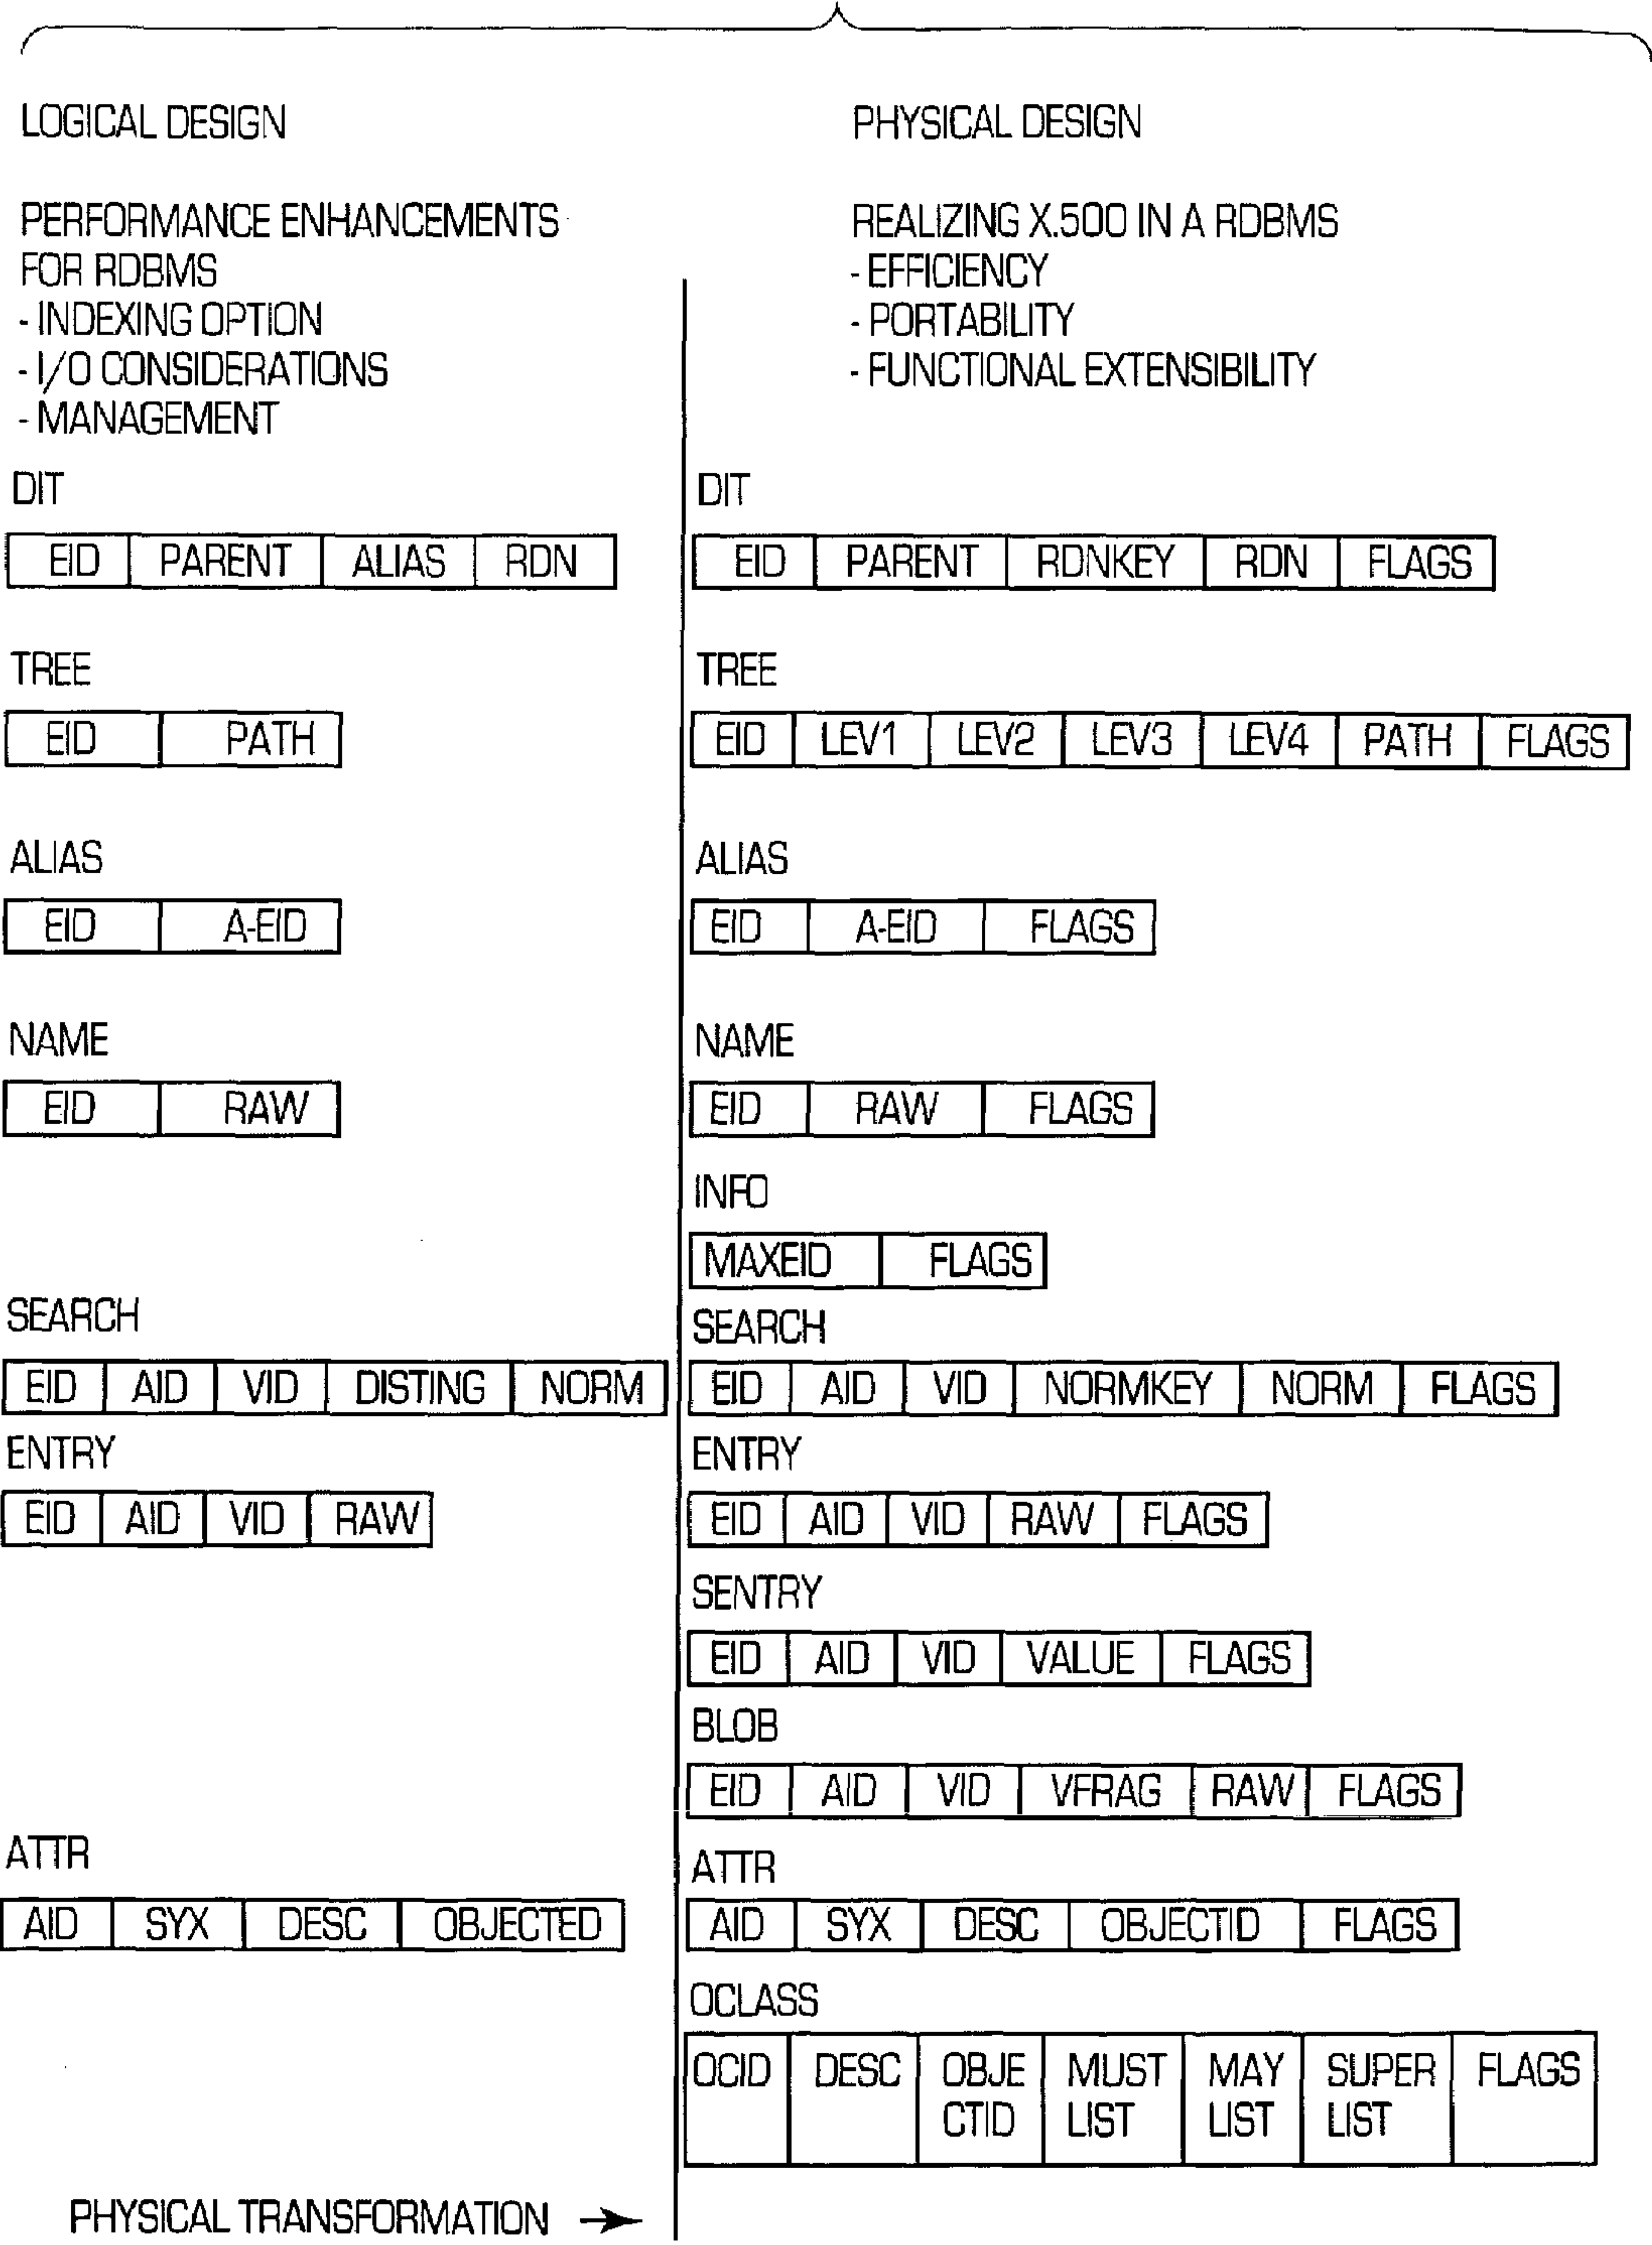 LOGICAL DESIGN
PERFORMANCE ENHANCEMENTS
FOR RDBMS
- INDEXING OPTION
- I/O CONSIDERATIONS
- MANAGEMENT
DIT
EID PARENT ALIAS RDN
TREE
EID PATH
ALIAS
EID A-EID
NAME
EID RAW
SEARCH
EID AID VID DISTING NORM
ENTRY
EID AID VID RAW
ATTR
AID SYX DESC OBJECTED
PHYSICAL TRANSFORMATION →
PHYSICAL DESIGN
REALIZING X.500 IN A RDBMS
- EFFICIENCY
- PORTABILITY
- FUNCTIONAL EXTENSIBILITY
DIT
EID PARENT RDNKEY RDN FLAGS
TREE
EID LEV1 LEV2 LEV3 LEV4 PATH FLAGS
ALIAS
EID A-EID FLAGS
NAME
EID RAW FLAGS
INFO
MAXEID FLAGS
SEARCH
EID AID VID NORMKEY NORM FLAGS
ENTRY
EID AID VID RAW FLAGS
SENTRY
EID AID VID VALUE FLAGS
BLOB
EID AID VID VFRAG RAW FLAGS
ATTR
AID SYX DESC OBJECTID FLAGS
OCLASS
OCID DESC OBJE MUST MAY SUPER FLAGS
CTID LIST LIST LIST